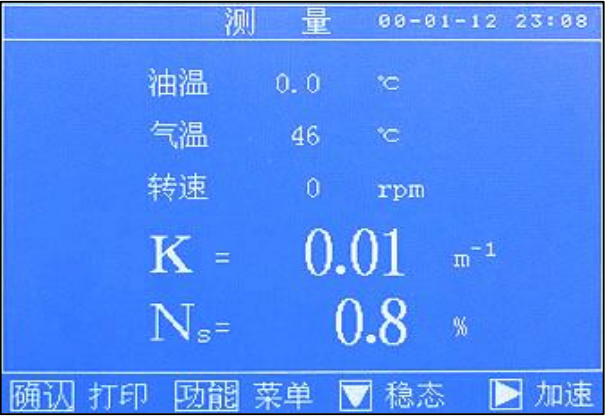 测 量 00-01-12 23:08
油温 0.0 ℃
气温 46 ℃
转速 0 rpm
K = 0.01 m⁻¹
Nₛ= 0.8 %
确认 打印 功能 菜单 ▼ 稳态 ▶ 加速